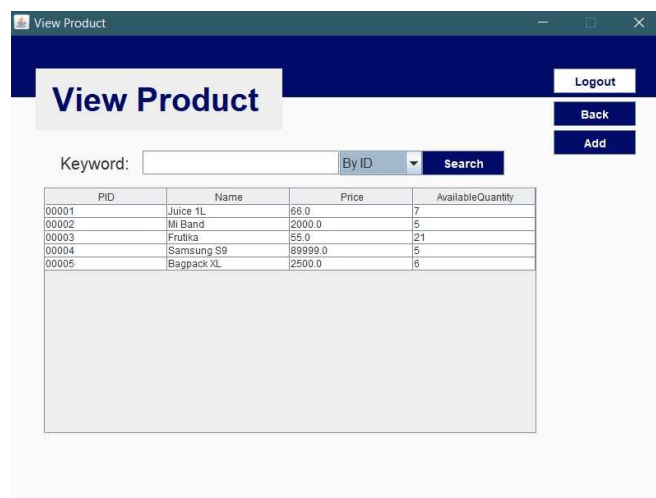 View Product
Logout
View Product
Back
Add
Keyword: By ID Search
PID Name Price AvailableQuantity
00001 Juice 1L 66.0 7
00002 Mi Band 2000.0 5
00003 Frutika 55.0 21
00004 Samsung S9 89999.0 5
00005 Bagpack XL 2500.0 6